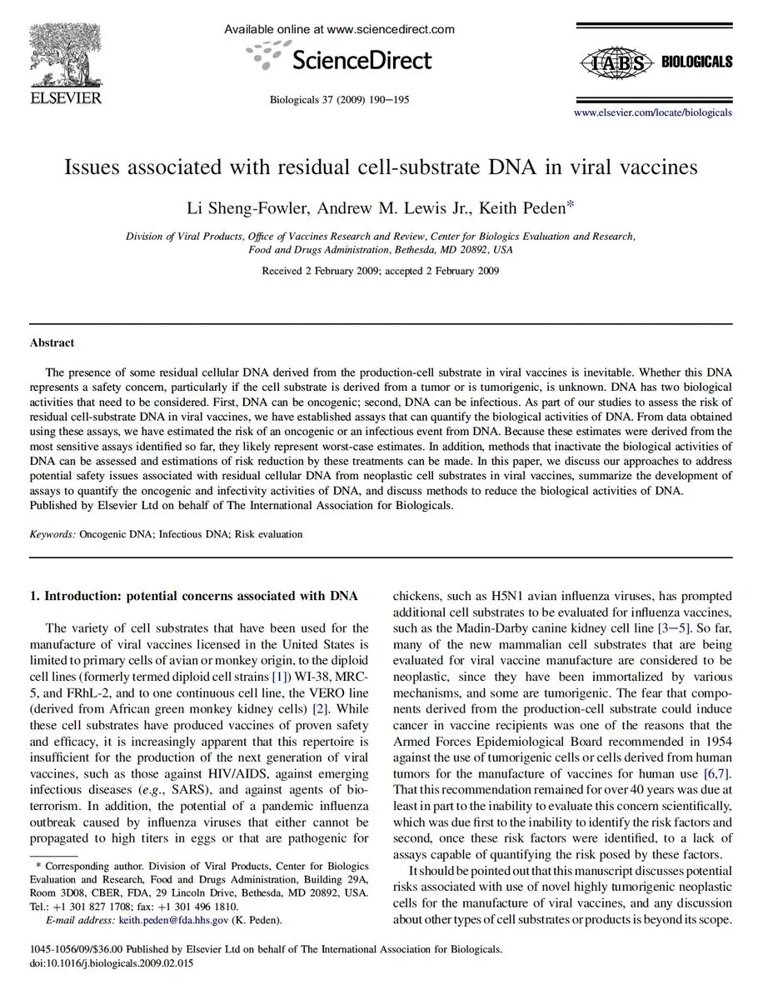 ELSEVIER
Available online at www.sciencedirect.com
ScienceDirect
Biologicals 37 (2009) 190–195
IABS BIOLOGICALS
www.elsevier.com/locate/biologicals
Issues associated with residual cell-substrate DNA in viral vaccines
Li Sheng-Fowler, Andrew M. Lewis Jr., Keith Peden*
Division of Viral Products, Office of Vaccines Research and Review, Center for Biologics Evaluation and Research,
Food and Drugs Administration, Bethesda, MD 20892, USA
Received 2 February 2009; accepted 2 February 2009
Abstract
The presence of some residual cellular DNA derived from the production-cell substrate in viral vaccines is inevitable. Whether this DNA
represents a safety concern, particularly if the cell substrate is derived from a tumor or is tumorigenic, is unknown. DNA has two biological
activities that need to be considered. First, DNA can be oncogenic; second, DNA can be infectious. As part of our studies to assess the risk of
residual cell-substrate DNA in viral vaccines, we have established assays that can quantify the biological activities of DNA. From data obtained
using these assays, we have estimated the risk of an oncogenic or an infectious event from DNA. Because these estimates were derived from the
most sensitive assays identified so far, they likely represent worst-case estimates. In addition, methods that inactivate the biological activities of
DNA can be assessed and estimations of risk reduction by these treatments can be made. In this paper, we discuss our approaches to address
potential safety issues associated with residual cellular DNA from neoplastic cell substrates in viral vaccines, summarize the development of
assays to quantify the oncogenic and infectivity activities of DNA, and discuss methods to reduce the biological activities of DNA.
Published by Elsevier Ltd on behalf of The International Association for Biologicals.
Keywords: Oncogenic DNA; Infectious DNA; Risk evaluation
1. Introduction: potential concerns associated with DNA
The variety of cell substrates that have been used for the
manufacture of viral vaccines licensed in the United States is
limited to primary cells of avian or monkey origin, to the diploid
cell lines (formerly termed diploid cell strains [1]) WI-38, MRC-
5, and FRhL-2, and to one continuous cell line, the VERO line
(derived from African green monkey kidney cells) [2]. While
these cell substrates have produced vaccines of proven safety
and efficacy, it is increasingly apparent that this repertoire is
insufficient for the production of the next generation of viral
vaccines, such as those against HIV/AIDS, against emerging
infectious diseases (e.g., SARS), and against agents of bio-
terrorism. In addition, the potential of a pandemic influenza
outbreak caused by influenza viruses that either cannot be
propagated to high titers in eggs or that are pathogenic for
* Corresponding author. Division of Viral Products, Center for Biologics
Evaluation and Research, Food and Drugs Administration, Building 29A,
Room 3D08, CBER, FDA, 29 Lincoln Drive, Bethesda, MD 20892, USA.
Tel.: +1 301 827 1708; fax: +1 301 496 1810.
E-mail address: keith.peden@fda.hhs.gov (K. Peden).
chickens, such as H5N1 avian influenza viruses, has prompted
additional cell substrates to be evaluated for influenza vaccines,
such as the Madin-Darby canine kidney cell line [3–5]. So far,
many of the new mammalian cell substrates that are being
evaluated for viral vaccine manufacture are considered to be
neoplastic, since they have been immortalized by various
mechanisms, and some are tumorigenic. The fear that compo-
nents derived from the production-cell substrate could induce
cancer in vaccine recipients was one of the reasons that the
Armed Forces Epidemiological Board recommended in 1954
against the use of tumorigenic cells or cells derived from human
tumors for the manufacture of vaccines for human use [6,7].
That this recommendation remained for over 40 years was due at
least in part to the inability to evaluate this concern scientifically,
which was due first to the inability to identify the risk factors and
second, once these risk factors were identified, to a lack of
assays capable of quantifying the risk posed by these factors.
It should be pointed out that this manuscript discusses potential
risks associated with use of novel highly tumorigenic neoplastic
cells for the manufacture of viral vaccines, and any discussion
about other types of cell substrates or products is beyond its scope.
1045-1056/09/$36.00 Published by Elsevier Ltd on behalf of The International Association for Biologicals.
doi:10.1016/j.biologicals.2009.02.015